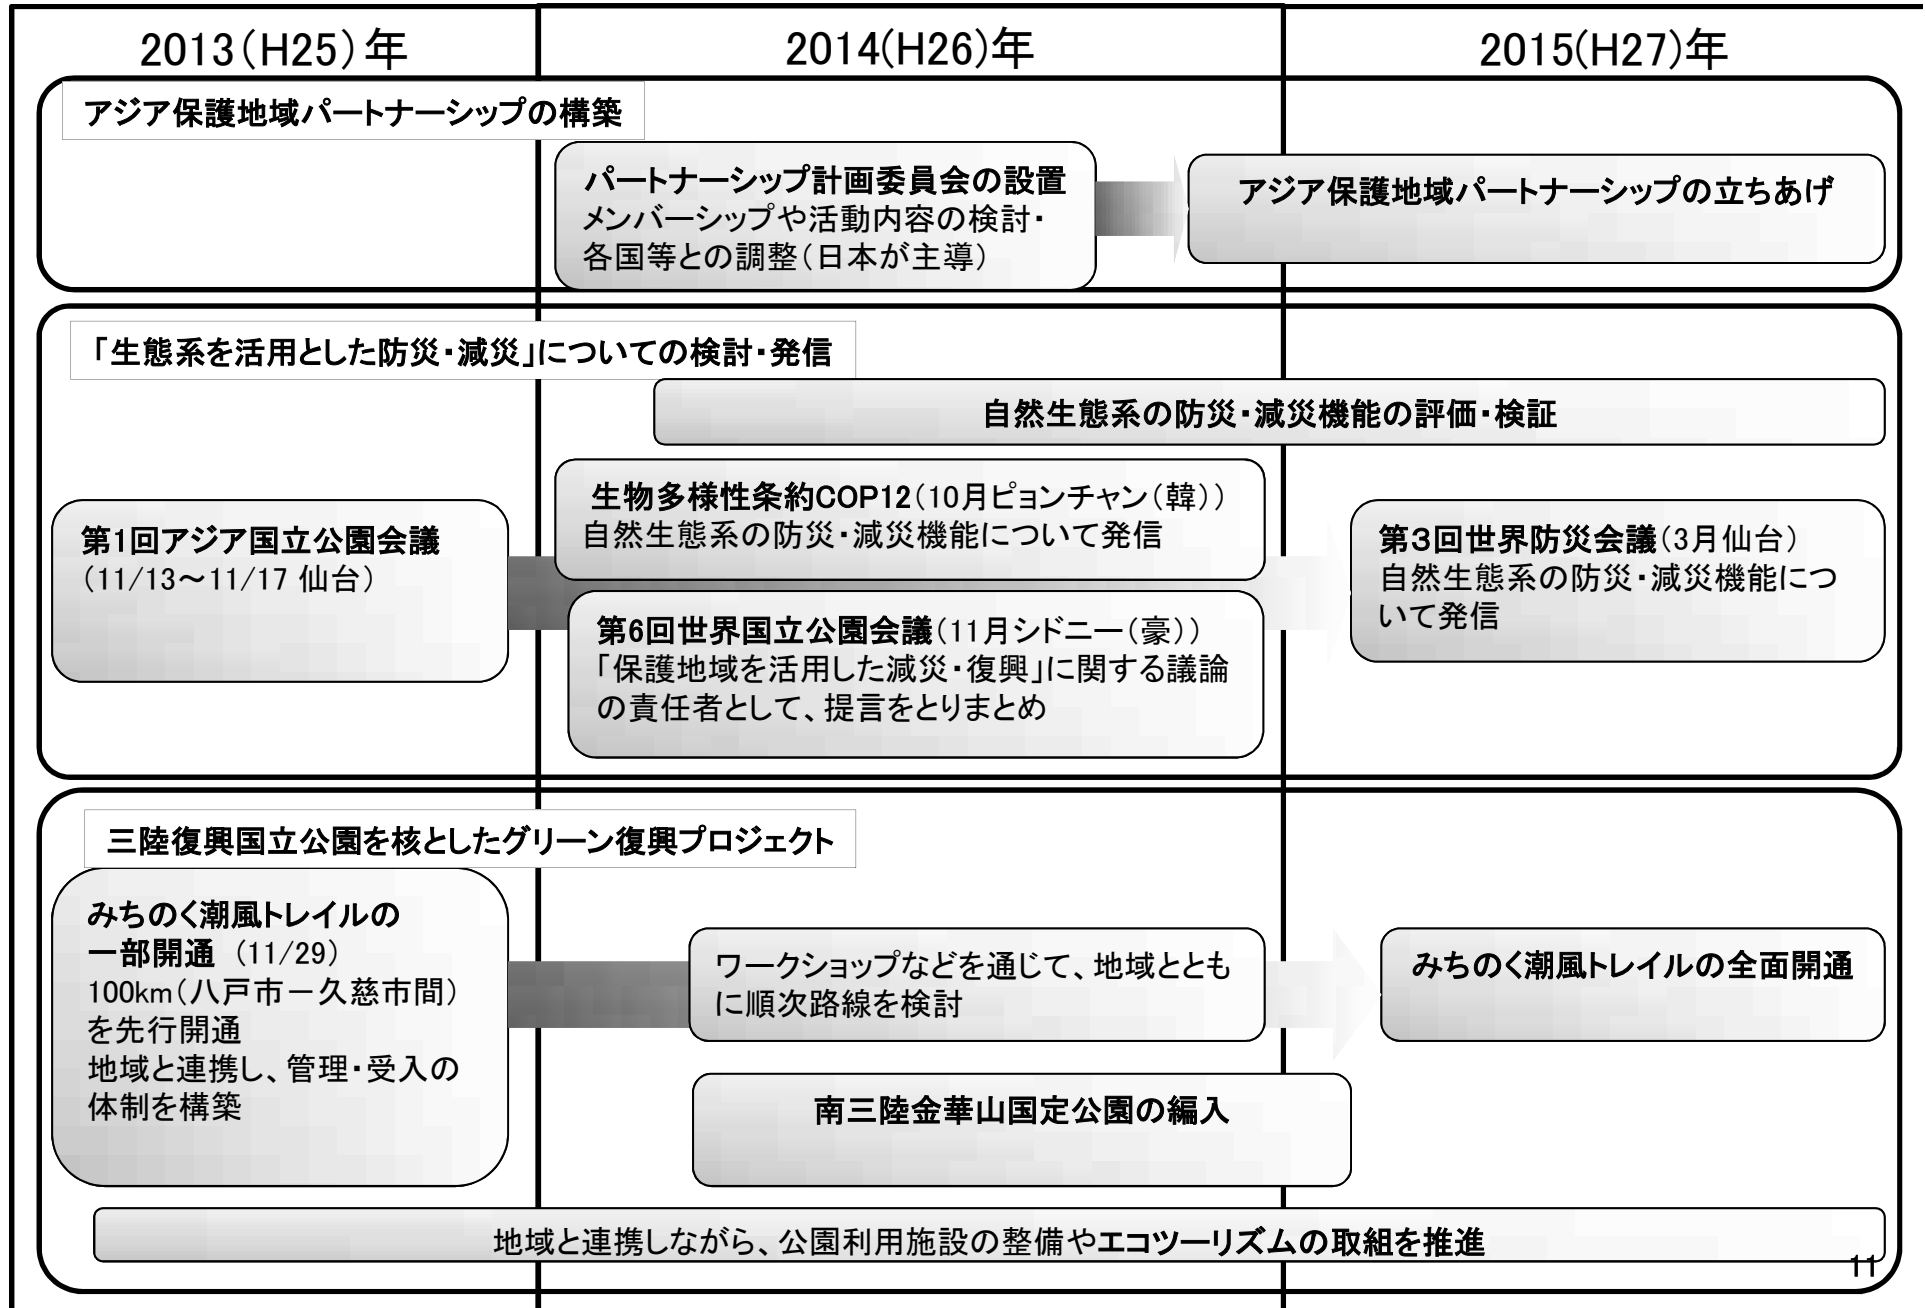 2013（H25）年
2014(H26)年
2015(H27)年
アジア保護地域パートナーシップの構築
パートナーシップ計画委員会の設置
メンバーシップや活動内容の検討・
各国等との調整（日本が主導）
アジア保護地域パートナーシップの立ちあげ
「生態系を活用とした防災・減災」についての検討・発信
自然生態系の防災・減災機能の評価・検証
第1回アジア国立公園会議
（11/13～11/17 仙台）
生物多様性条約COP12（10月ピョンチャン（韓））
自然生態系の防災・減災機能について発信
第6回世界国立公園会議（11月シドニー（豪））
「保護地域を活用した減災・復興」に関する議論
の責任者として、提言をとりまとめ
第3回世界防災会議（3月仙台）
自然生態系の防災・減災機能につ
いて発信
三陸復興国立公園を核としたグリーン復興プロジェクト
みちのく潮風トレイルの
一部開通（11/29）
100km（八戸市－久慈市間）
を先行開通
地域と連携し、管理・受入の
体制を構築
ワークショップなどを通じて、地域ととも
に順次路線を検討
みちのく潮風トレイルの全面開通
南三陸金華山国定公園の編入
地域と連携しながら、公園利用施設の整備やエコツーリズムの取組を推進
11